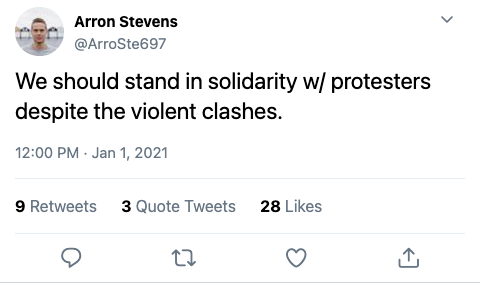 Arron Stevens
@ArroSte697
We should stand in solidarity w/ protesters
despite the violent clashes.
12:00 PM · Jan 1, 2021
9 Retweets 3 Quote Tweets 28 Likes